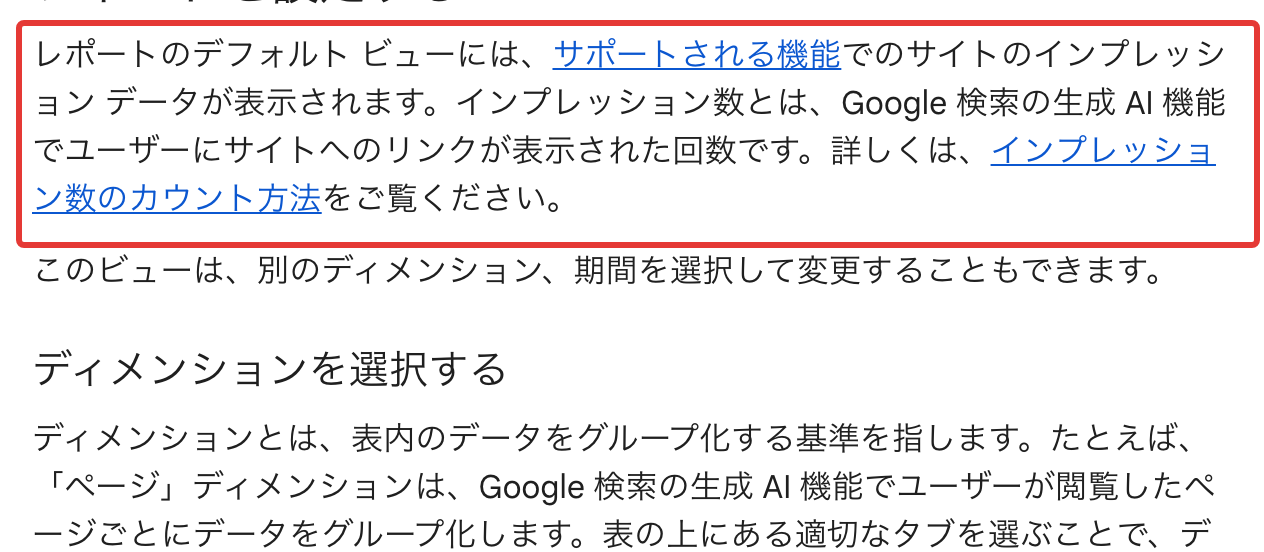 レポートのデフォルト ビューには、サポートされる機能でのサイトのインプレッシ
ョン データが表示されます。インプレッション数とは、Google 検索の生成 AI 機能
でユーザーにサイトへのリンクが表示された回数です。詳しくは、インプレッショ
ン数のカウント方法をご覧ください。
このビューは、別のディメンション、期間を選択して変更することもできます。
ディメンションを選択する
ディメンションとは、表内のデータをグループ化する基準を指します。たとえば、
「ページ」ディメンションは、Google 検索の生成 AI 機能でユーザーが閲覧したペ
ージごとにデータをグループ化します。表の上にある適切なタブを選ぶことで、デ